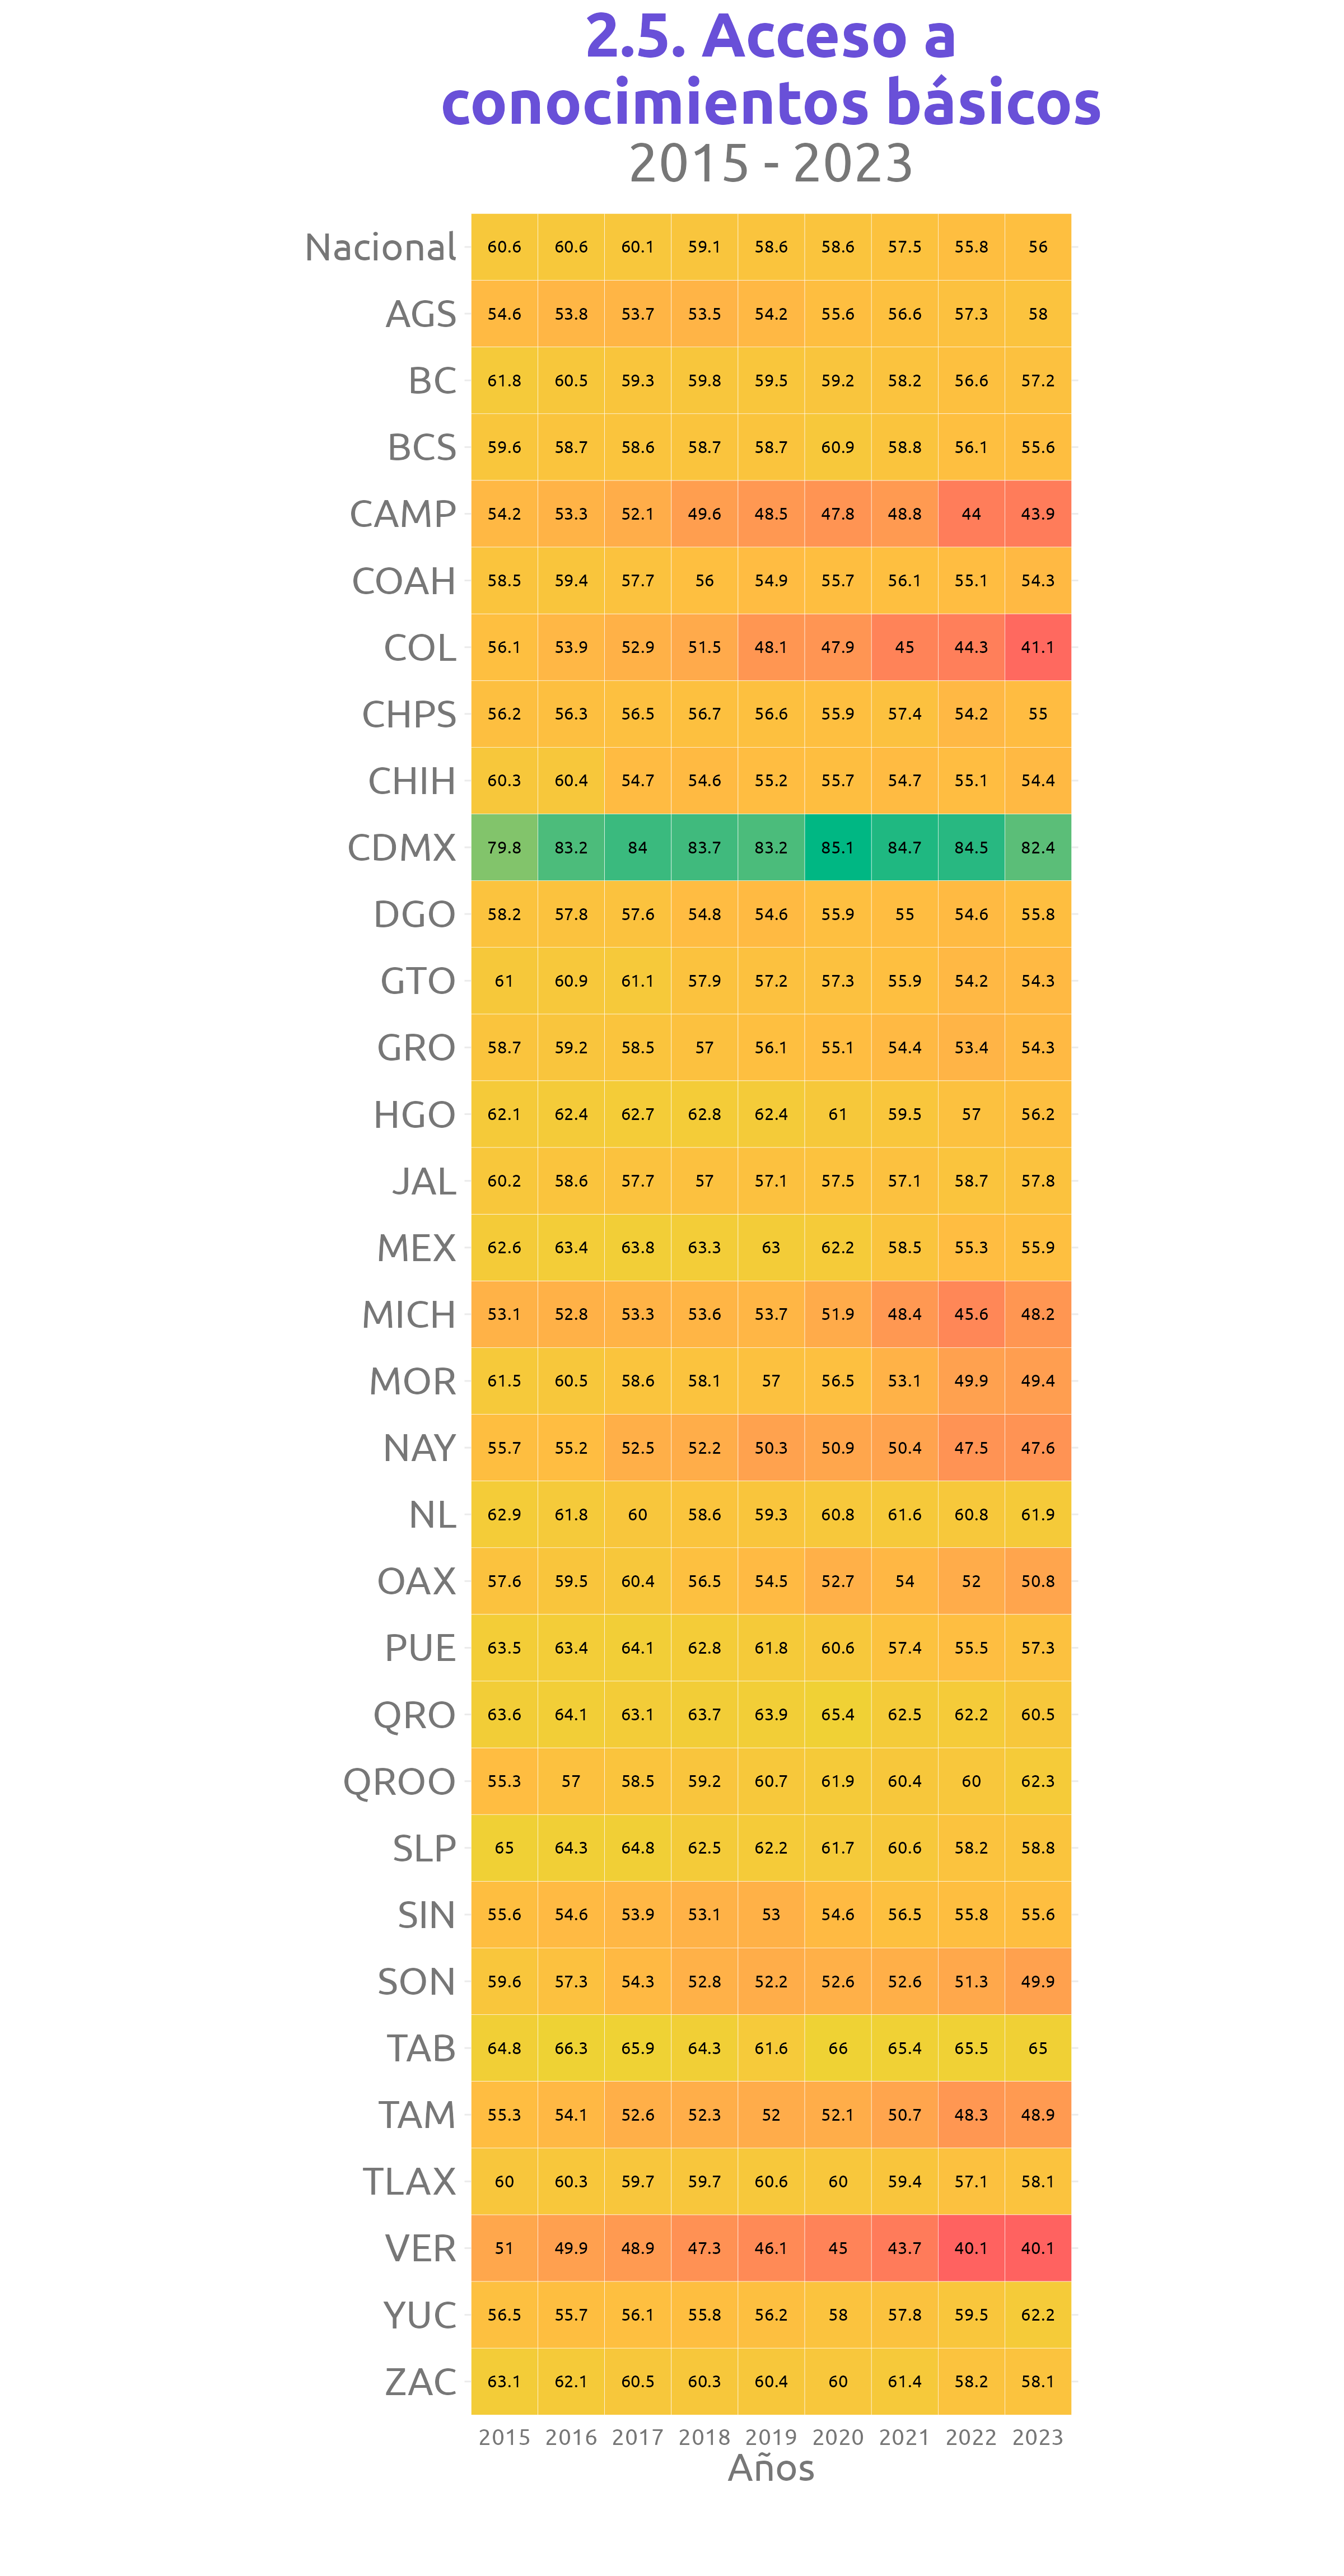 2.5. Acceso a
conocimientos básicos
2015 - 2023
Nacional 60.6 60.6 60.1 59.1 58.6 58.6 57.5 55.8 56
AGS 54.6 53.8 53.7 53.5 54.2 55.6 56.6 57.3 58
BC 61.8 60.5 59.3 59.8 59.5 59.2 58.2 56.6 57.2
BCS 59.6 58.7 58.6 58.7 58.7 60.9 58.8 56.1 55.6
CAMP 54.2 53.3 52.1 49.6 48.5 47.8 48.8 44 43.9
COAH 58.5 59.4 57.7 56 54.9 55.7 56.1 55.1 54.3
COL 56.1 53.9 52.9 51.5 48.1 47.9 45 44.3 41.1
CHPS 56.2 56.3 56.5 56.7 56.6 55.9 57.4 54.2 55
CHIH 60.3 60.4 54.7 54.6 55.2 55.7 54.7 55.1 54.4
CDMX 79.8 83.2 84 83.7 83.2 85.1 84.7 84.5 82.4
DGO 58.2 57.8 57.6 54.8 54.6 55.9 55 54.6 55.8
GTO 61 60.9 61.1 57.9 57.2 57.3 55.9 54.2 54.3
GRO 58.7 59.2 58.5 57 56.1 55.1 54.4 53.4 54.3
HGO 62.1 62.4 62.7 62.8 62.4 61 59.5 57 56.2
JAL 60.2 58.6 57.7 57 57.1 57.5 57.1 58.7 57.8
MEX 62.6 63.4 63.8 63.3 63 62.2 58.5 55.3 55.9
MICH 53.1 52.8 53.3 53.6 53.7 51.9 48.4 45.6 48.2
MOR 61.5 60.5 58.6 58.1 57 56.5 53.1 49.9 49.4
NAY 55.7 55.2 52.5 52.2 50.3 50.9 50.4 47.5 47.6
NL 62.9 61.8 60 58.6 59.3 60.8 61.6 60.8 61.9
OAX 57.6 59.5 60.4 56.5 54.5 52.7 54 52 50.8
PUE 63.5 63.4 64.1 62.8 61.8 60.6 57.4 55.5 57.3
QRO 63.6 64.1 63.1 63.7 63.9 65.4 62.5 62.2 60.5
QROO 55.3 57 58.5 59.2 60.7 61.9 60.4 60 62.3
SLP 65 64.3 64.8 62.5 62.2 61.7 60.6 58.2 58.8
SIN 55.6 54.6 53.9 53.1 53 54.6 56.5 55.8 55.6
SON 59.6 57.3 54.3 52.8 52.2 52.6 52.6 51.3 49.9
TAB 64.8 66.3 65.9 64.3 61.6 66 65.4 65.5 65
TAM 55.3 54.1 52.6 52.3 52 52.1 50.7 48.3 48.9
TLAX 60 60.3 59.7 59.7 60.6 60 59.4 57.1 58.1
VER 51 49.9 48.9 47.3 46.1 45 43.7 40.1 40.1
YUC 56.5 55.7 56.1 55.8 56.2 58 57.8 59.5 62.2
ZAC 63.1 62.1 60.5 60.3 60.4 60 61.4 58.2 58.1
2015 2016 2017 2018 2019 2020 2021 2022 2023
Años